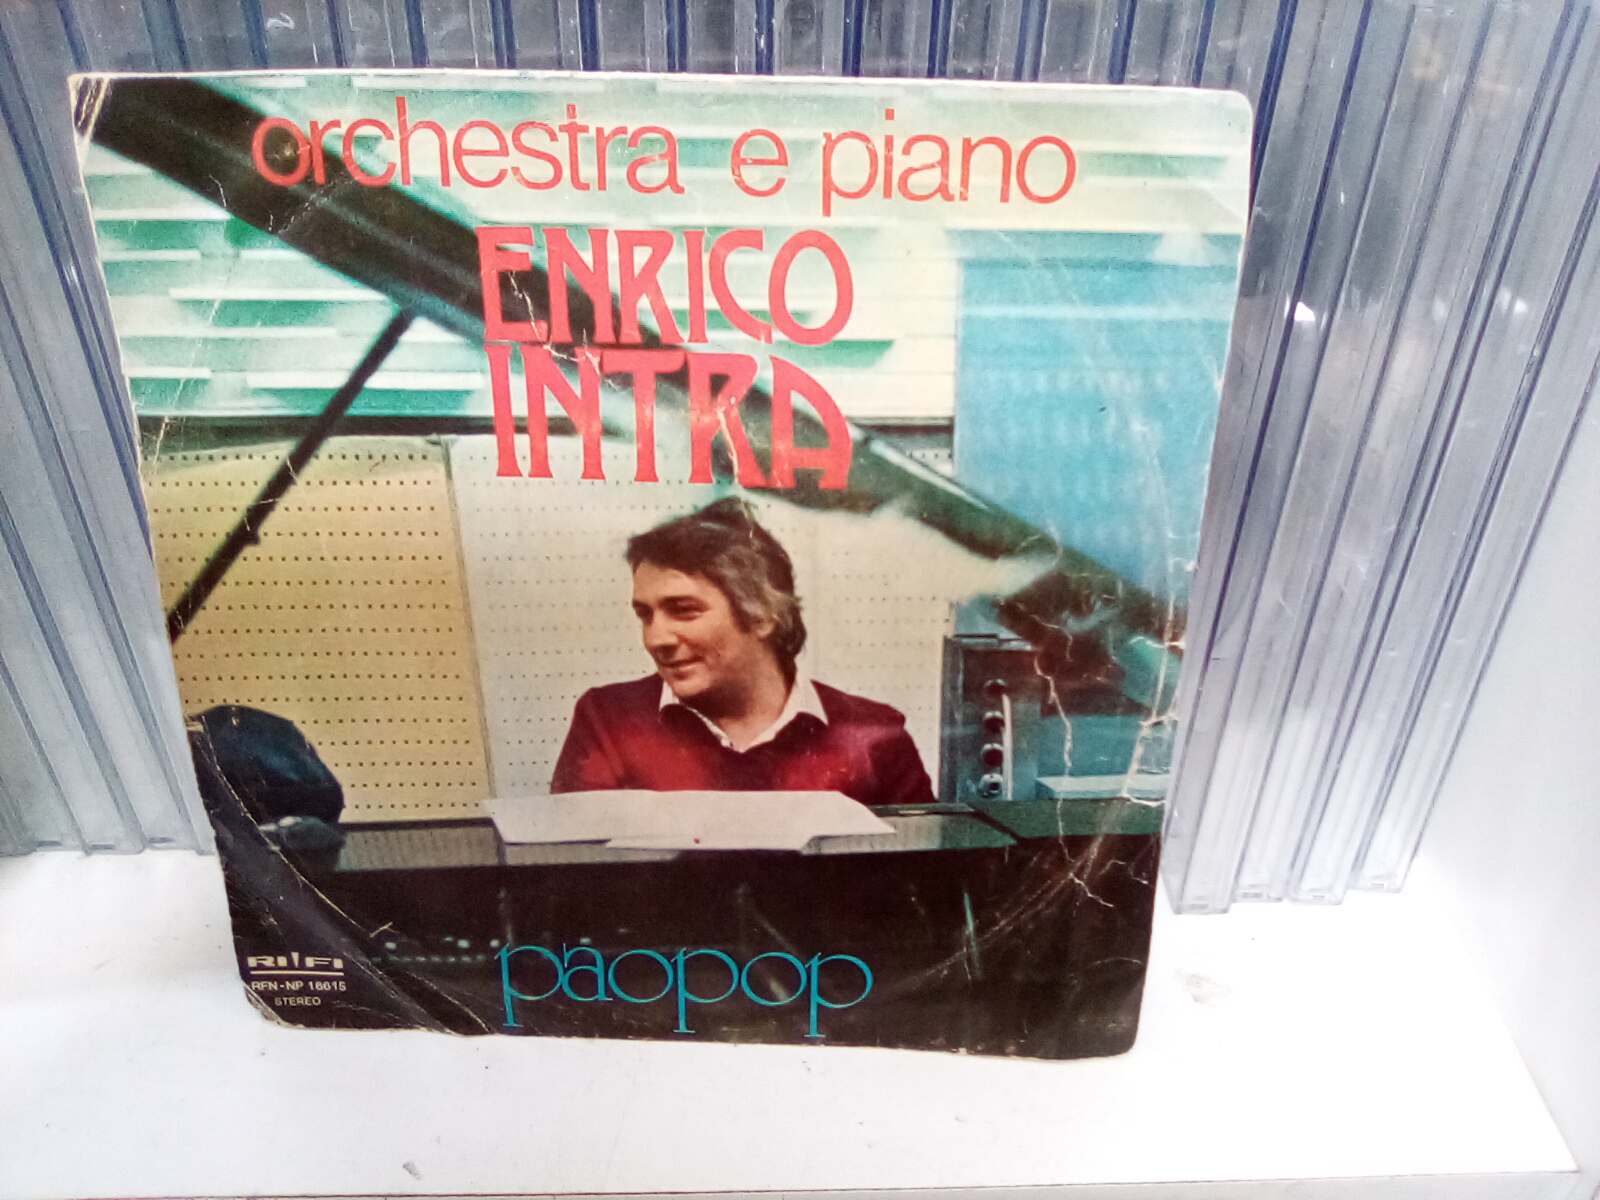 orchestra e piano
ENRICO
INTRA
paopop
RI-FI
RFN-NP 16615
STEREO